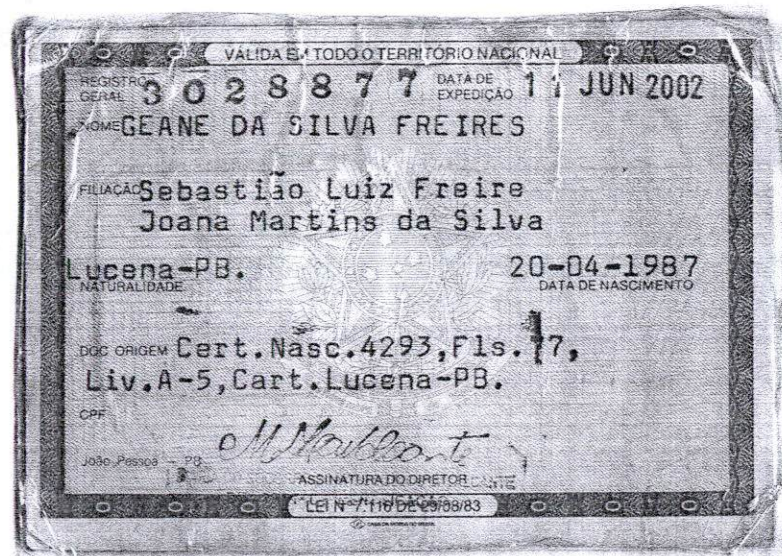 VÁLIDA EM TODO O TERRITÓRIO NACIONAL
REGISTRO GERAL 3028877 DATA DE EXPEDIÇÃO 11 JUN 2002
NOME GEANE DA SILVA FREIRES
FILIAÇÃO Sebastião Luiz Freire
Joana Martins da Silva
Lucena-PB. 20-04-1987
NATURALIDADE DATA DE NASCIMENTO
DOC ORIGEM Cert.Nasc.4293,Fls. 7,
Liv.A-5,Cart.Lucena-PB.
CPF
João Pessoa - PB
ASSINATURA DO DIRETOR
LEI Nº 7.116 DE 29/08/83